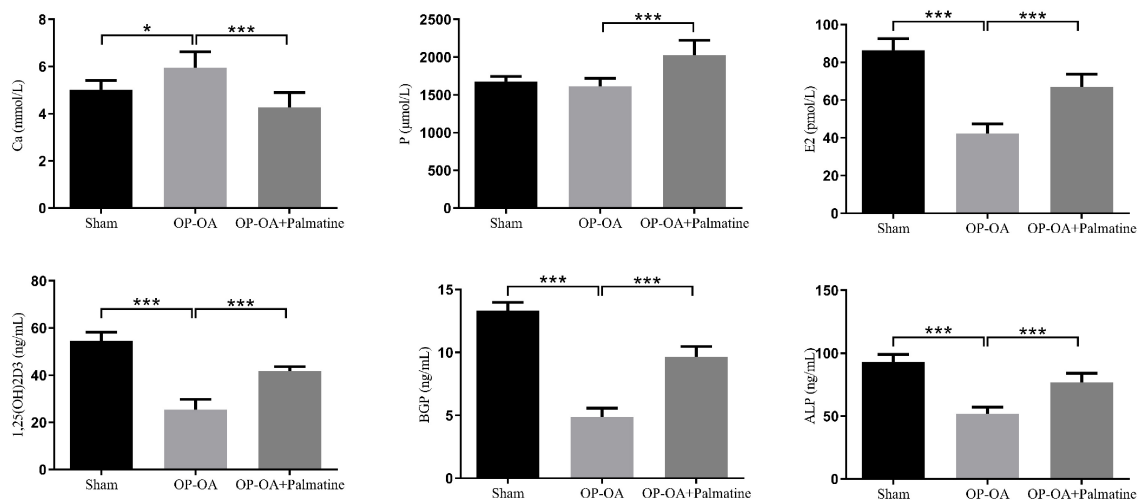 Ca (mmol/L)
8
6
4
2
0
*
***
Sham
OP-OA
OP-OA+Palmatine
P (μmol/L)
2500
2000
1500
1000
500
0
***
Sham
OP-OA
OP-OA+Palmatine
E2 (pmol/L)
100
80
60
40
20
0
***
***
Sham
OP-OA
OP-OA+Palmatine
1,25(OH)2D3 (ng/mL)
80
60
40
20
0
***
***
Sham
OP-OA
OP-OA+Palmatine
BGP (ng/mL)
15
10
5
0
***
***
Sham
OP-OA
OP-OA+Palmatine
ALP (ng/mL)
150
100
50
0
***
***
Sham
OP-OA
OP-OA+Palmatine